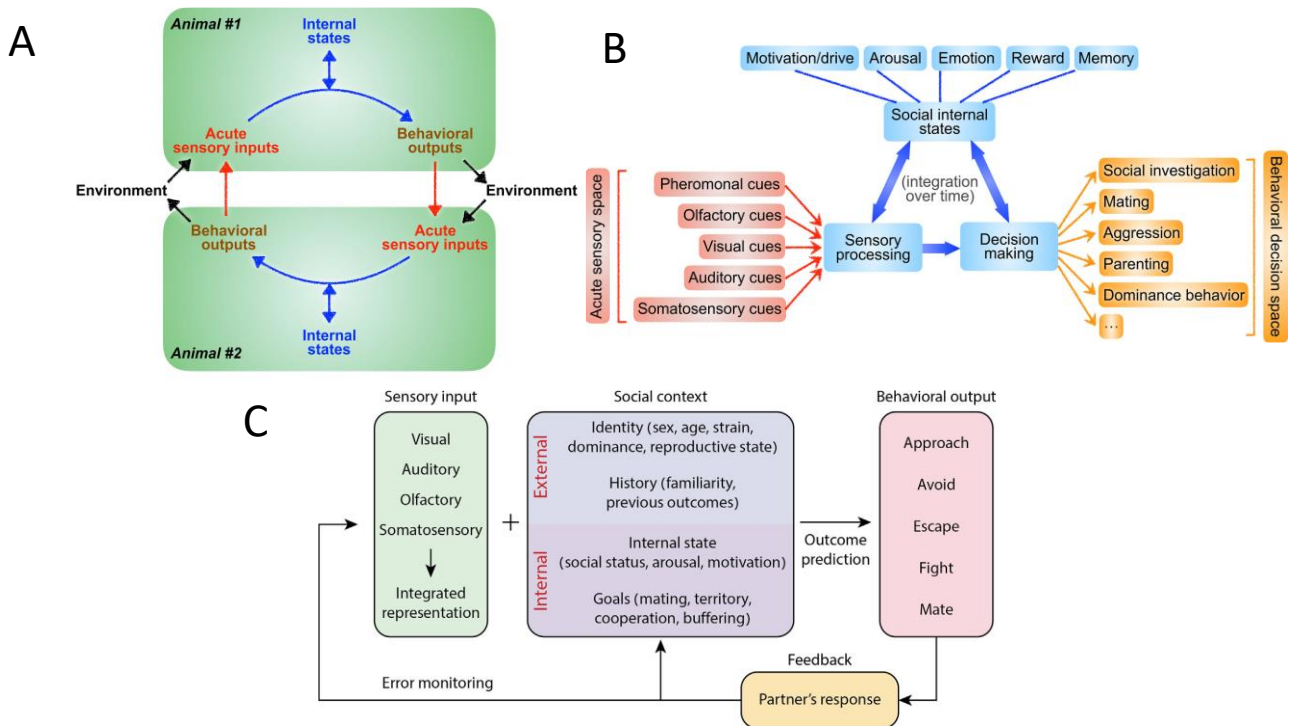 A
Animal #1
Internal
states
Acute
sensory inputs
Behavioral
outputs
Environment
Environment
Behavioral
outputs
Acute
sensory inputs
Internal
states
Animal #2
B
Motivation/drive
Arousal
Emotion
Reward
Memory
Social internal
states
(integration
over time)
Acute sensory space
Pheromonal cues
Olfactory cues
Visual cues
Auditory cues
Somatosensory cues
Sensory
processing
Decision
making
Social investigation
Mating
Aggression
Parenting
Dominance behavior
...
Behavioral decision space
C
Sensory input
Visual
Auditory
Olfactory
Somatosensory
Integrated
representation
+
Social context
External
Identity (sex, age, strain,
dominance, reproductive state)
History (familiarity,
previous outcomes)
Internal
Internal state
(social status, arousal, motivation)
Goals (mating, territory,
cooperation, buffering)
Outcome
prediction
Behavioral output
Approach
Avoid
Escape
Fight
Mate
Feedback
Partner's response
Error monitoring